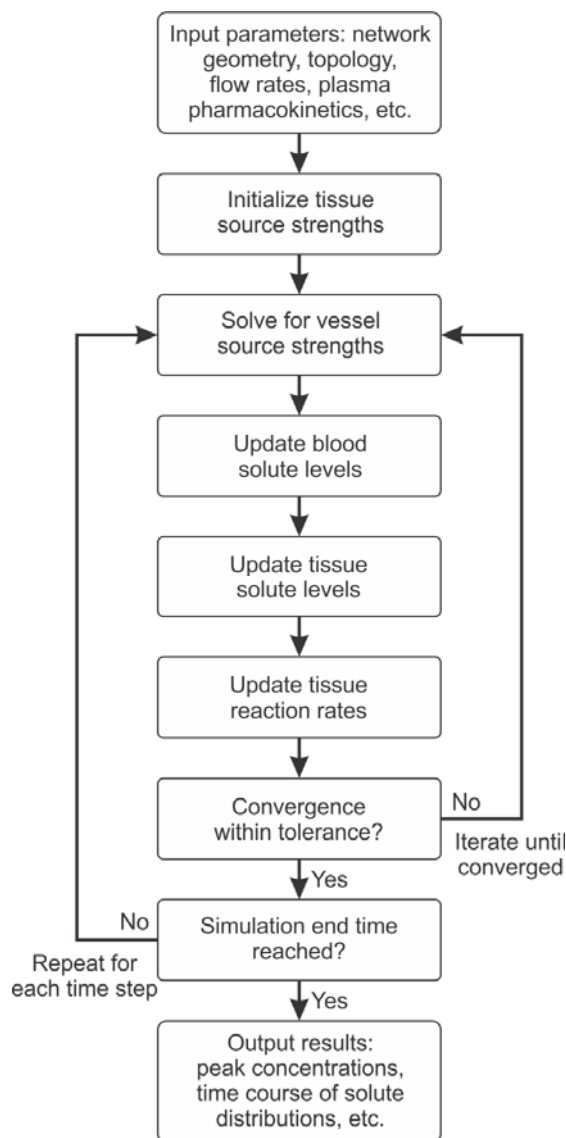 Input parameters: network
geometry, topology,
flow rates, plasma
pharmacokinetics, etc.
Initialize tissue
source strengths
Solve for vessel
source strengths
Update blood
solute levels
Update tissue
solute levels
Update tissue
reaction rates
Convergence
within tolerance?
No
Iterate until
converged
Yes
Simulation end time
reached?
No
Repeat for
each time step
Yes
Output results:
peak concentrations,
time course of solute
distributions, etc.